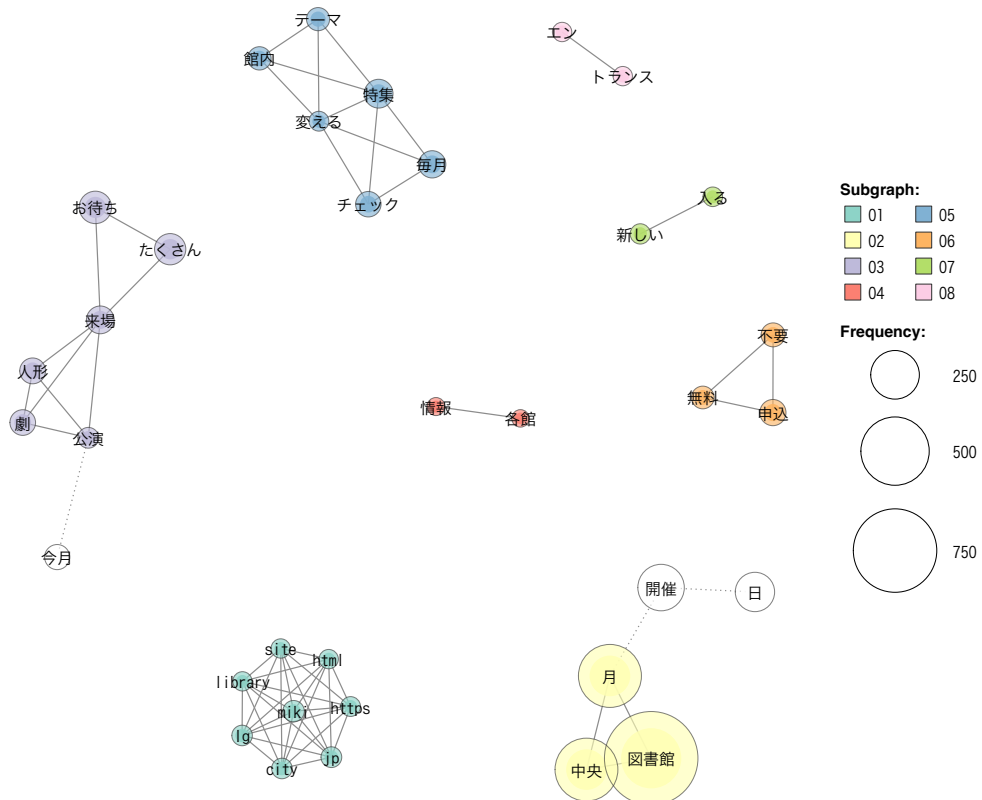 テーマ
館内
特集
変える
毎月
チェック
エン
トランス
入る
新しい
お待ち
たくさん
来場
人形
劇
公演
今月
情報
各館
不要
無料
申込
開催
日
月
中央
図書館
site
html
library
miki
https
lg
jp
city
Subgraph:
01
02
03
04
05
06
07
08
Frequency:
250
500
750